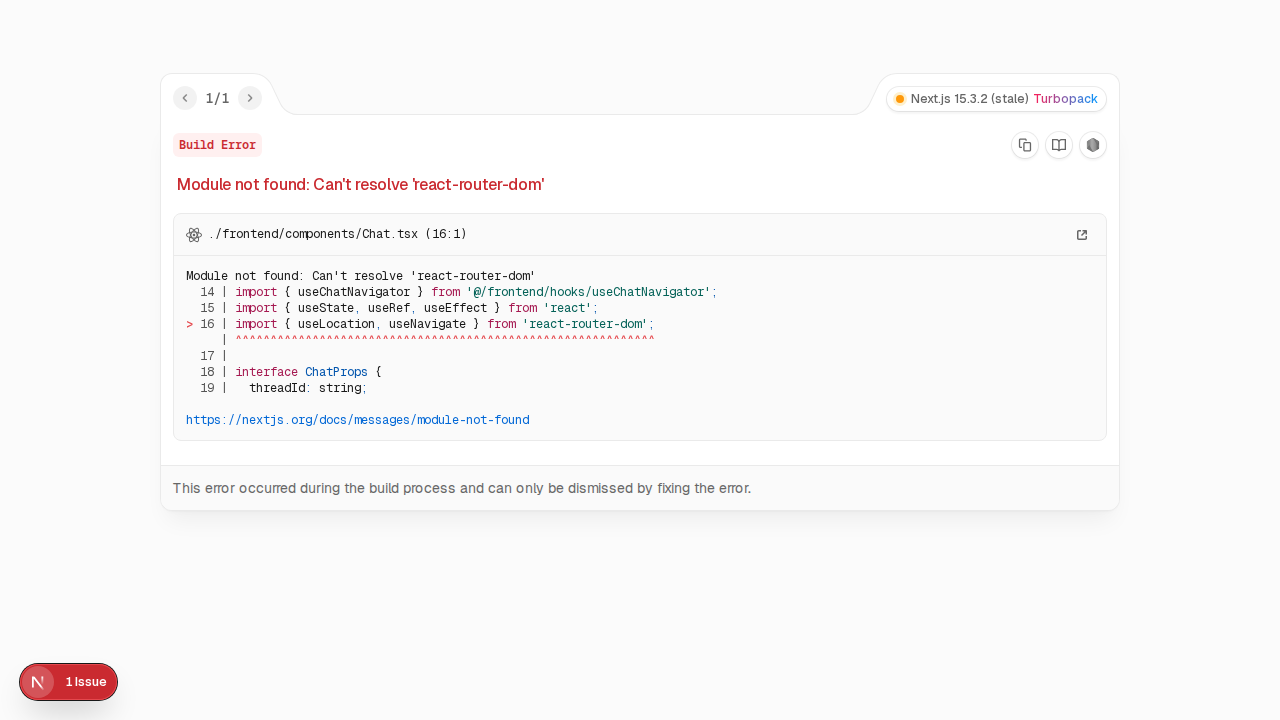 1/1
Next.js 15.3.2 (stale) Turbopack
Build Error
Module not found: Can't resolve 'react-router-dom'
./frontend/components/Chat.tsx (16:1)
Module not found: Can't resolve 'react-router-dom'
  14 | import { useChatNavigator } from '@/frontend/hooks/useChatNavigator';
  15 | import { useState, useRef, useEffect } from 'react';
> 16 | import { useLocation, useNavigate } from 'react-router-dom';
     | ^^^^^^^^^^^^^^^^^^^^^^^^^^^^^^^^^^^^^^^^^^^^^^^^^^^^^^^^^^^^
  17 |
  18 | interface ChatProps {
  19 |   threadId: string;
https://nextjs.org/docs/messages/module-not-found
This error occurred during the build process and can only be dismissed by fixing the error.
1 Issue